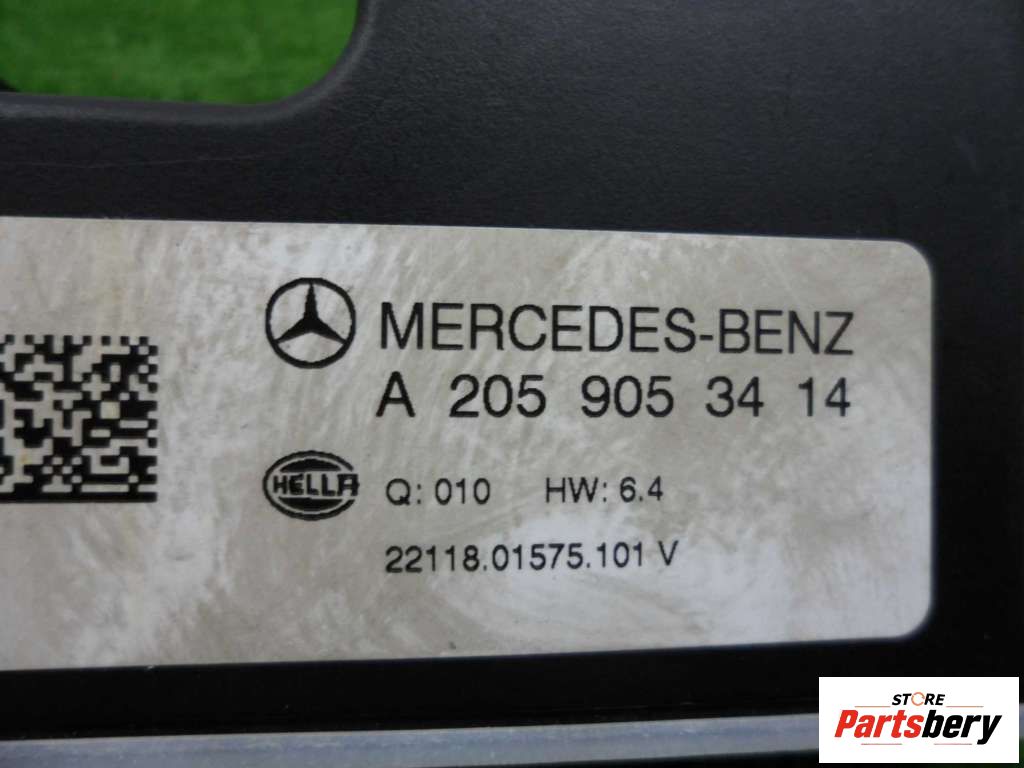 MERCEDES-BENZ
A 205 905 34 14
HELLA
Q: 010 HW: 6.4
22118.01575.101 V
STORE
Partsbery